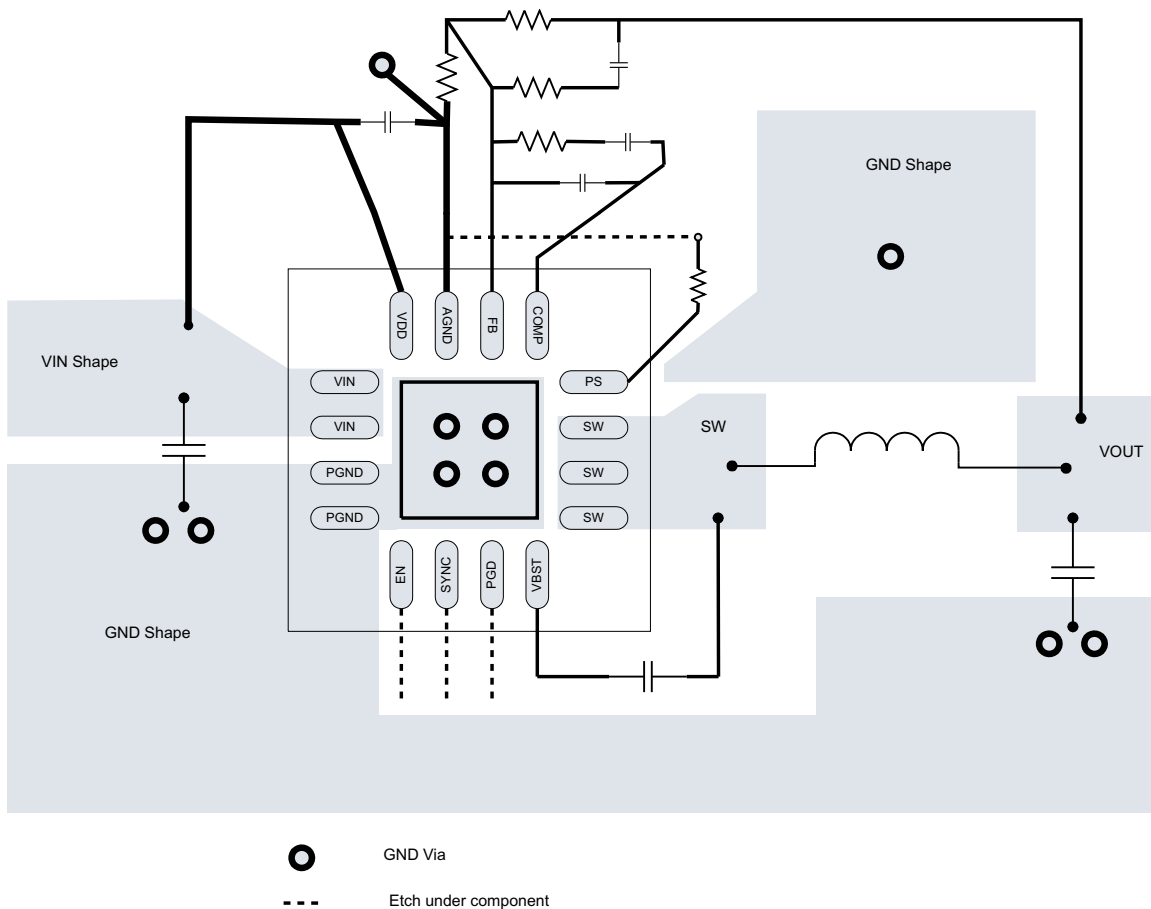 GND Shape
VDD
AGND
FB
COMP
VIN Shape
VIN
PS
VIN
SW
SW
VOUT
PGND
SW
PGND
SW
EN
SYNC
PGD
VBST
GND Shape
GND Via
Etch under component